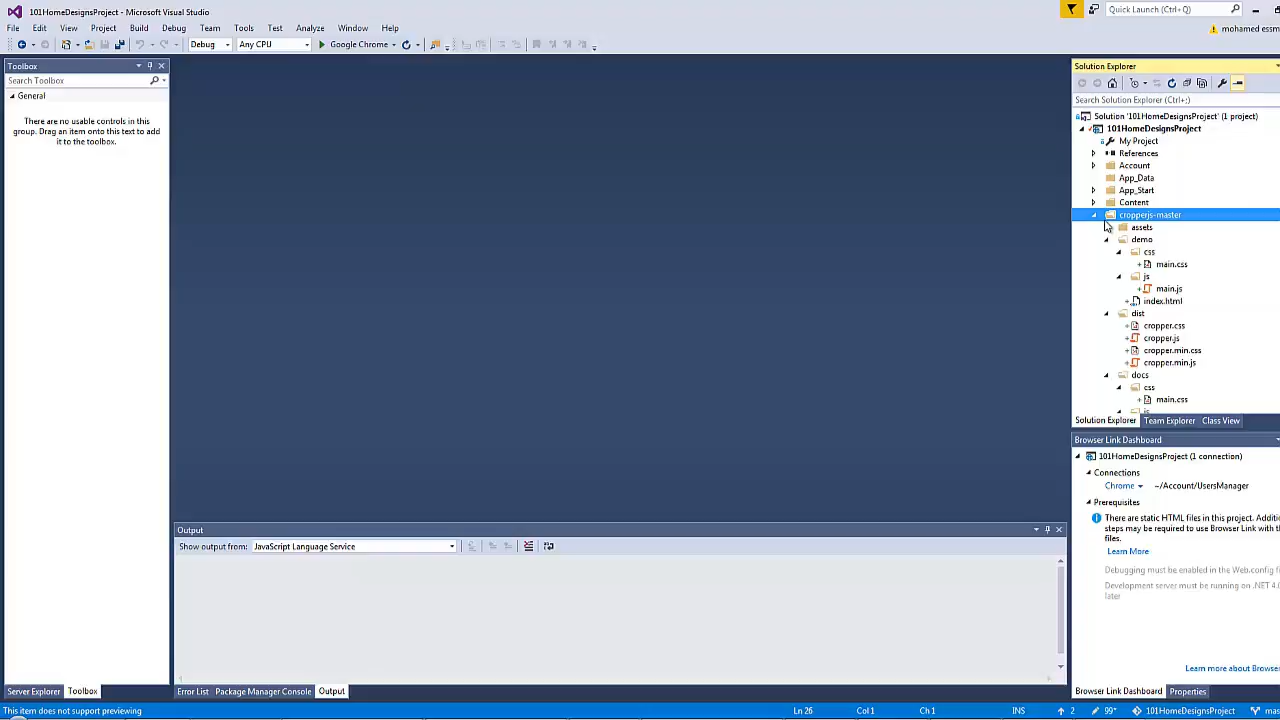 101HomeDesignsProject - Microsoft Visual Studio
Quick Launch (Ctrl+Q)
File Edit View Project Build Debug Team Tools Test Analyze Window Help
mohamed essm
Debug Any CPU Google Chrome
Toolbox
Search Toolbox
General
There are no usable controls in this
group. Drag an item onto this text to add
it to the toolbox.
Solution Explorer
Search Solution Explorer (Ctrl+;)
Solution '101HomeDesignsProject' (1 project)
101HomeDesignsProject
My Project
References
Account
App_Data
App_Start
Content
cropperjs-master
assets
demo
css
main.css
js
main.js
index.html
dist
cropper.css
cropper.js
cropper.min.css
cropper.min.js
docs
css
main.css
js
Solution Explorer Team Explorer Class View
Browser Link Dashboard
101HomeDesignsProject (1 connection)
Connections
Chrome ~/Account/UsersManager
Prerequisites
There are static HTML files in this project. Additio
steps may be required to use Browser Link with th
files.
Learn More
Debugging must be enabled in the Web.config fi
Development server must be running on .NET 4.0
later
Learn more about Browse
Browser Link Dashboard Properties
Output
Show output from: JavaScript Language Service
Server Explorer Toolbox
Error List Package Manager Console Output
This item does not support previewing
Ln 26 Col 1 Ch 1 INS 2 99* 101HomeDesignsProject mas